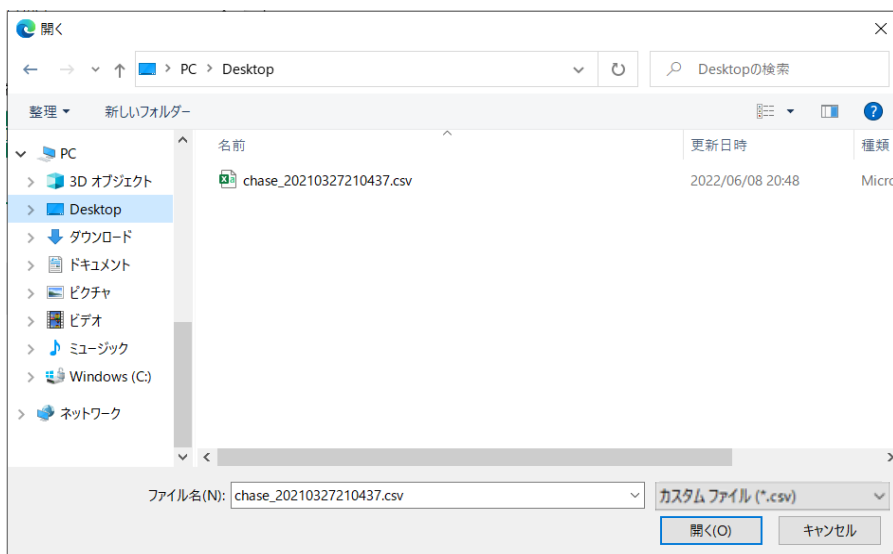 開く
PC > Desktop
Desktopの検索
整理 新しいフォルダー
PC
3D オブジェクト
Desktop
ダウンロード
ドキュメント
ピクチャ
ビデオ
ミュージック
Windows (C:)
ネットワーク
名前 更新日時 種類
chase_20210327210437.csv 2022/06/08 20:48 Micro
ファイル名(N): chase_20210327210437.csv カスタム ファイル (*.csv)
開く(O) キャンセル